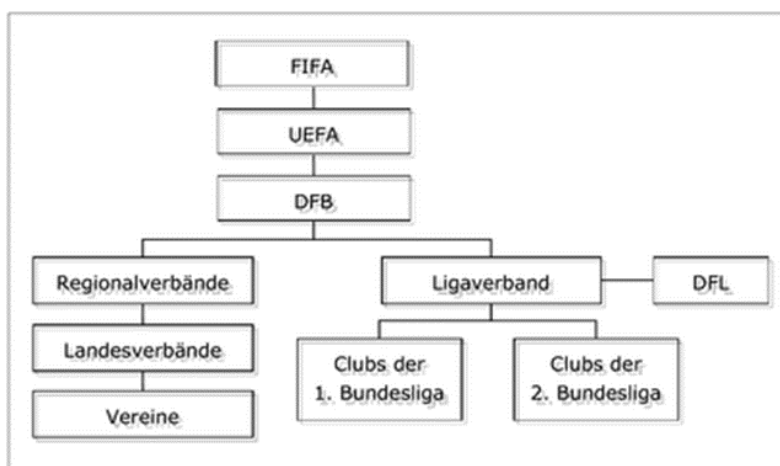 FIFA
UEFA
DFB
Regionalverbände
Ligaverband
DFL
Landesverbände
Clubs der
1. Bundesliga
Clubs der
2. Bundesliga
Vereine